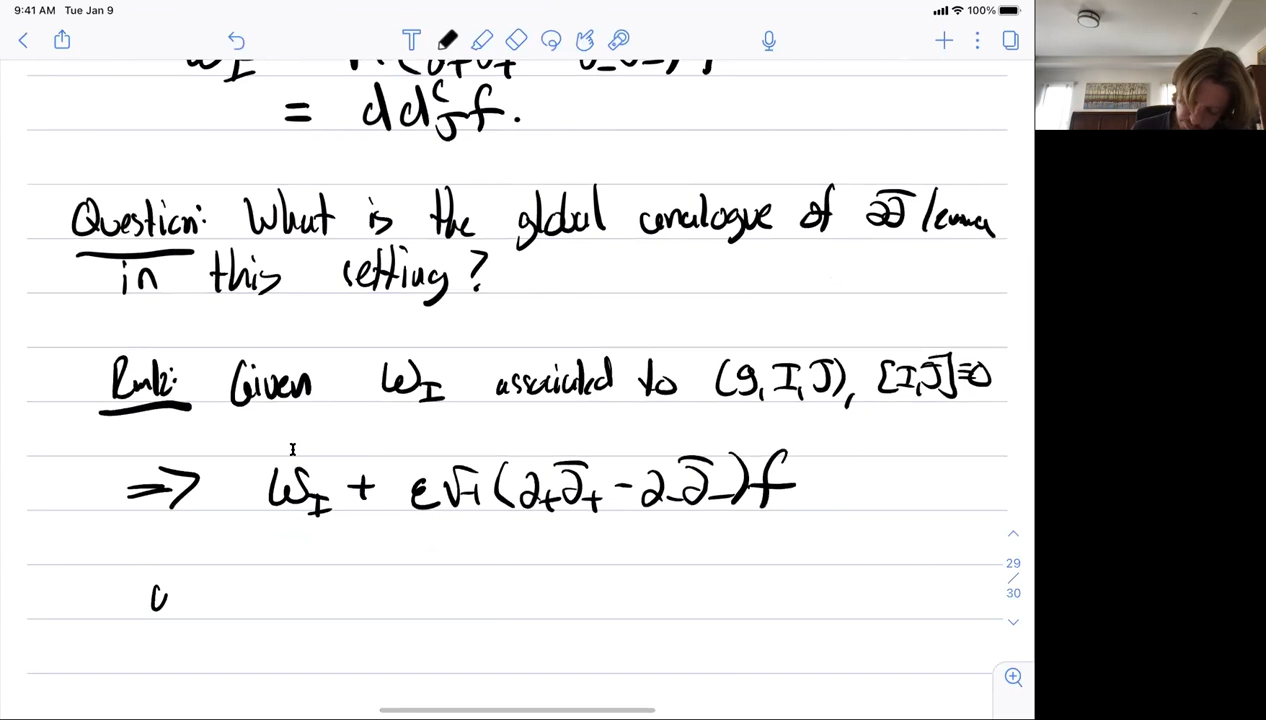 9:41 AM Tue Jan 9
100%
= dd^c_J f.
Question: What is the global analogue of ∂∂̄ lemma
in this setting?
Rmk: Given ω_I associated to (g, I, J), [I,J]≡0
⇒ ω_I + ε√-1(∂₊∂̄₊ - ∂₋∂̄₋)f
29
30